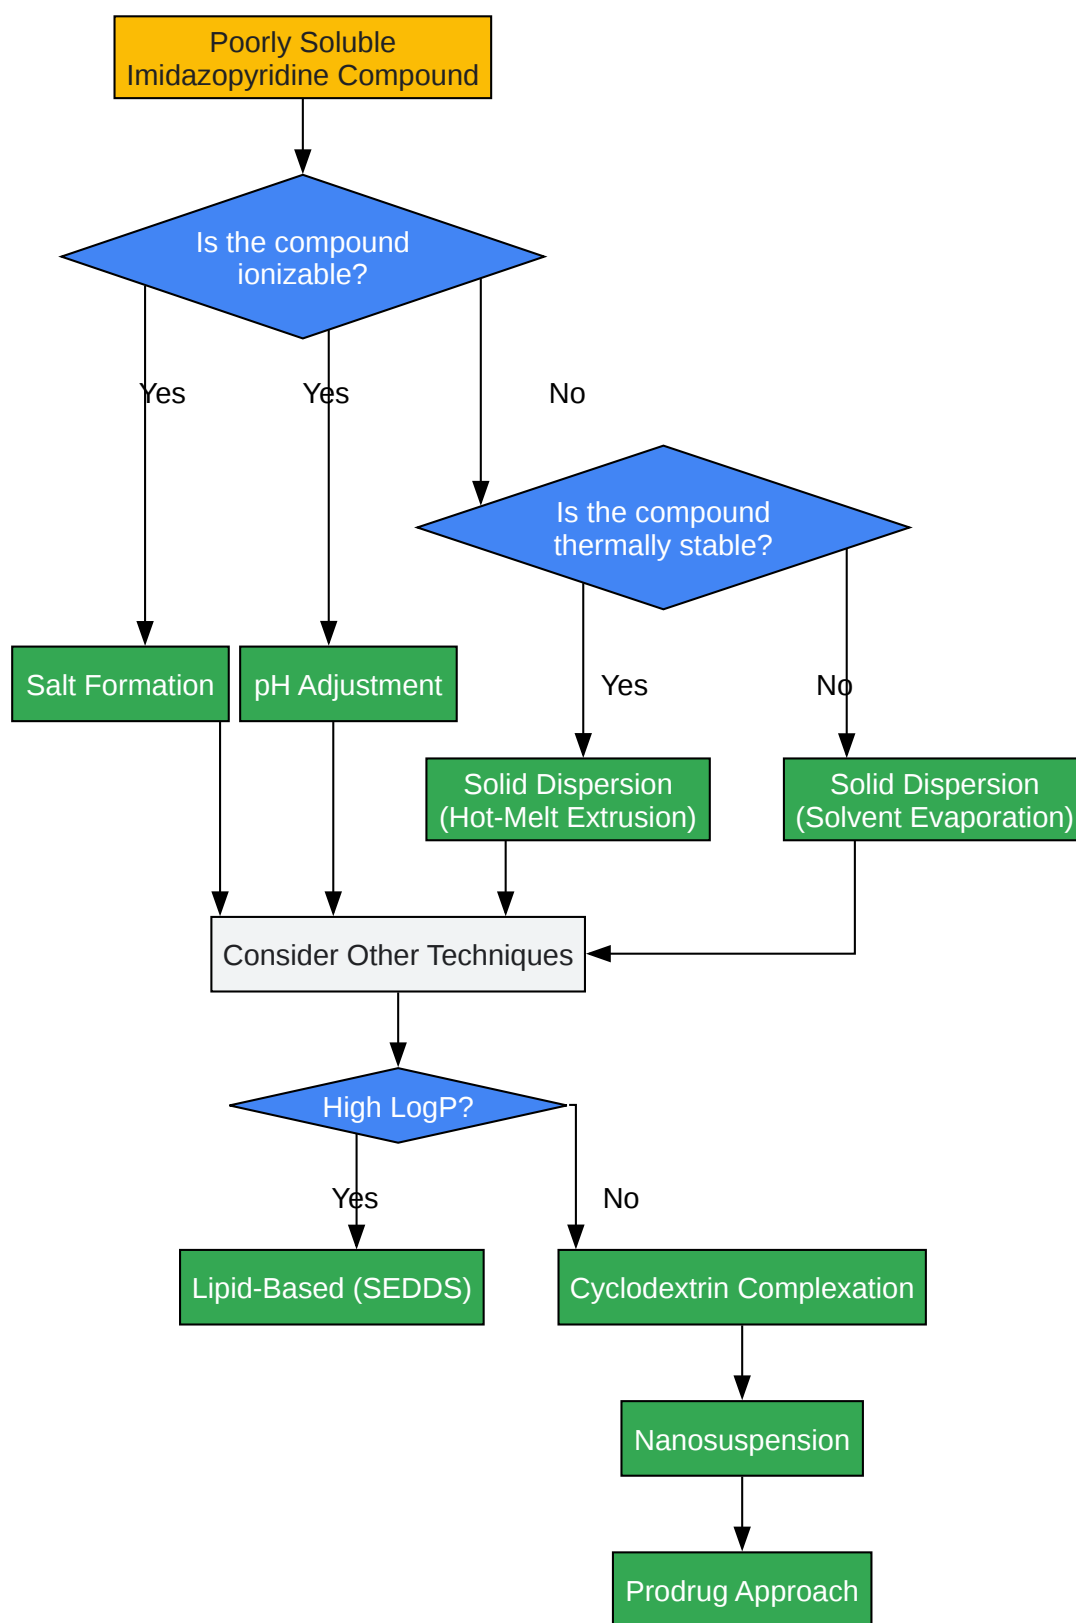 Poorly Soluble
Imidazopyridine Compound
Is the compound
ionizable?
Yes
Yes
No
Is the compound
thermally stable?
Salt Formation
pH Adjustment
Yes
No
Solid Dispersion
(Hot-Melt Extrusion)
Solid Dispersion
(Solvent Evaporation)
Consider Other Techniques
High LogP?
Yes
No
Lipid-Based (SEDDS)
Cyclodextrin Complexation
Nanosuspension
Prodrug Approach